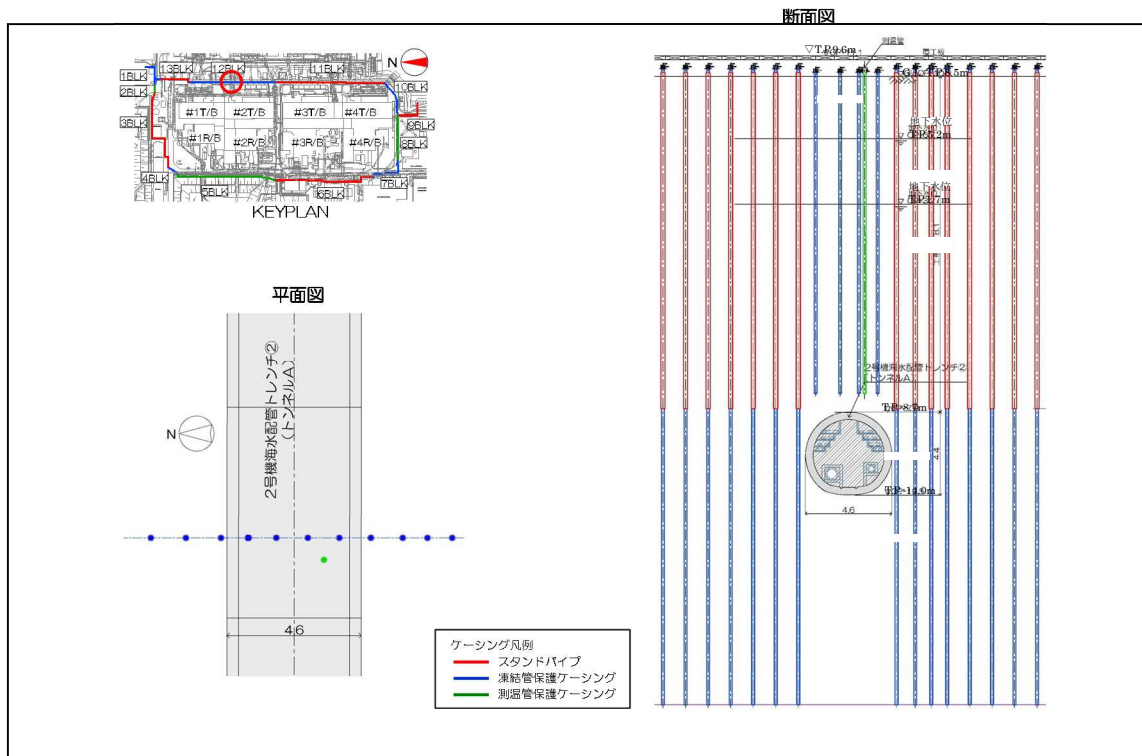 断面図
1BLK
13BLK
12BLK
11BLK
N
2BLK
10BLK
#1T/B
#2T/B
#3T/B
#4T/B
3BLK
9BLK
#1R/B
#2R/B
#3R/B
#4R/B
8BLK
4BLK
5BLK
6BLK
7BLK
KEYPLAN
平面図
2号機海水配管トレンチ②
(トンネルA)
N
4.6
ケーシング凡例
スタンドパイプ
凍結管保護ケーシング
測温管保護ケーシング
▽T.P.9.6m
測温管
覆工板
地下水位
地下水位
2号機海水配管トレンチ②
(トンネルA)
4.4
4.6